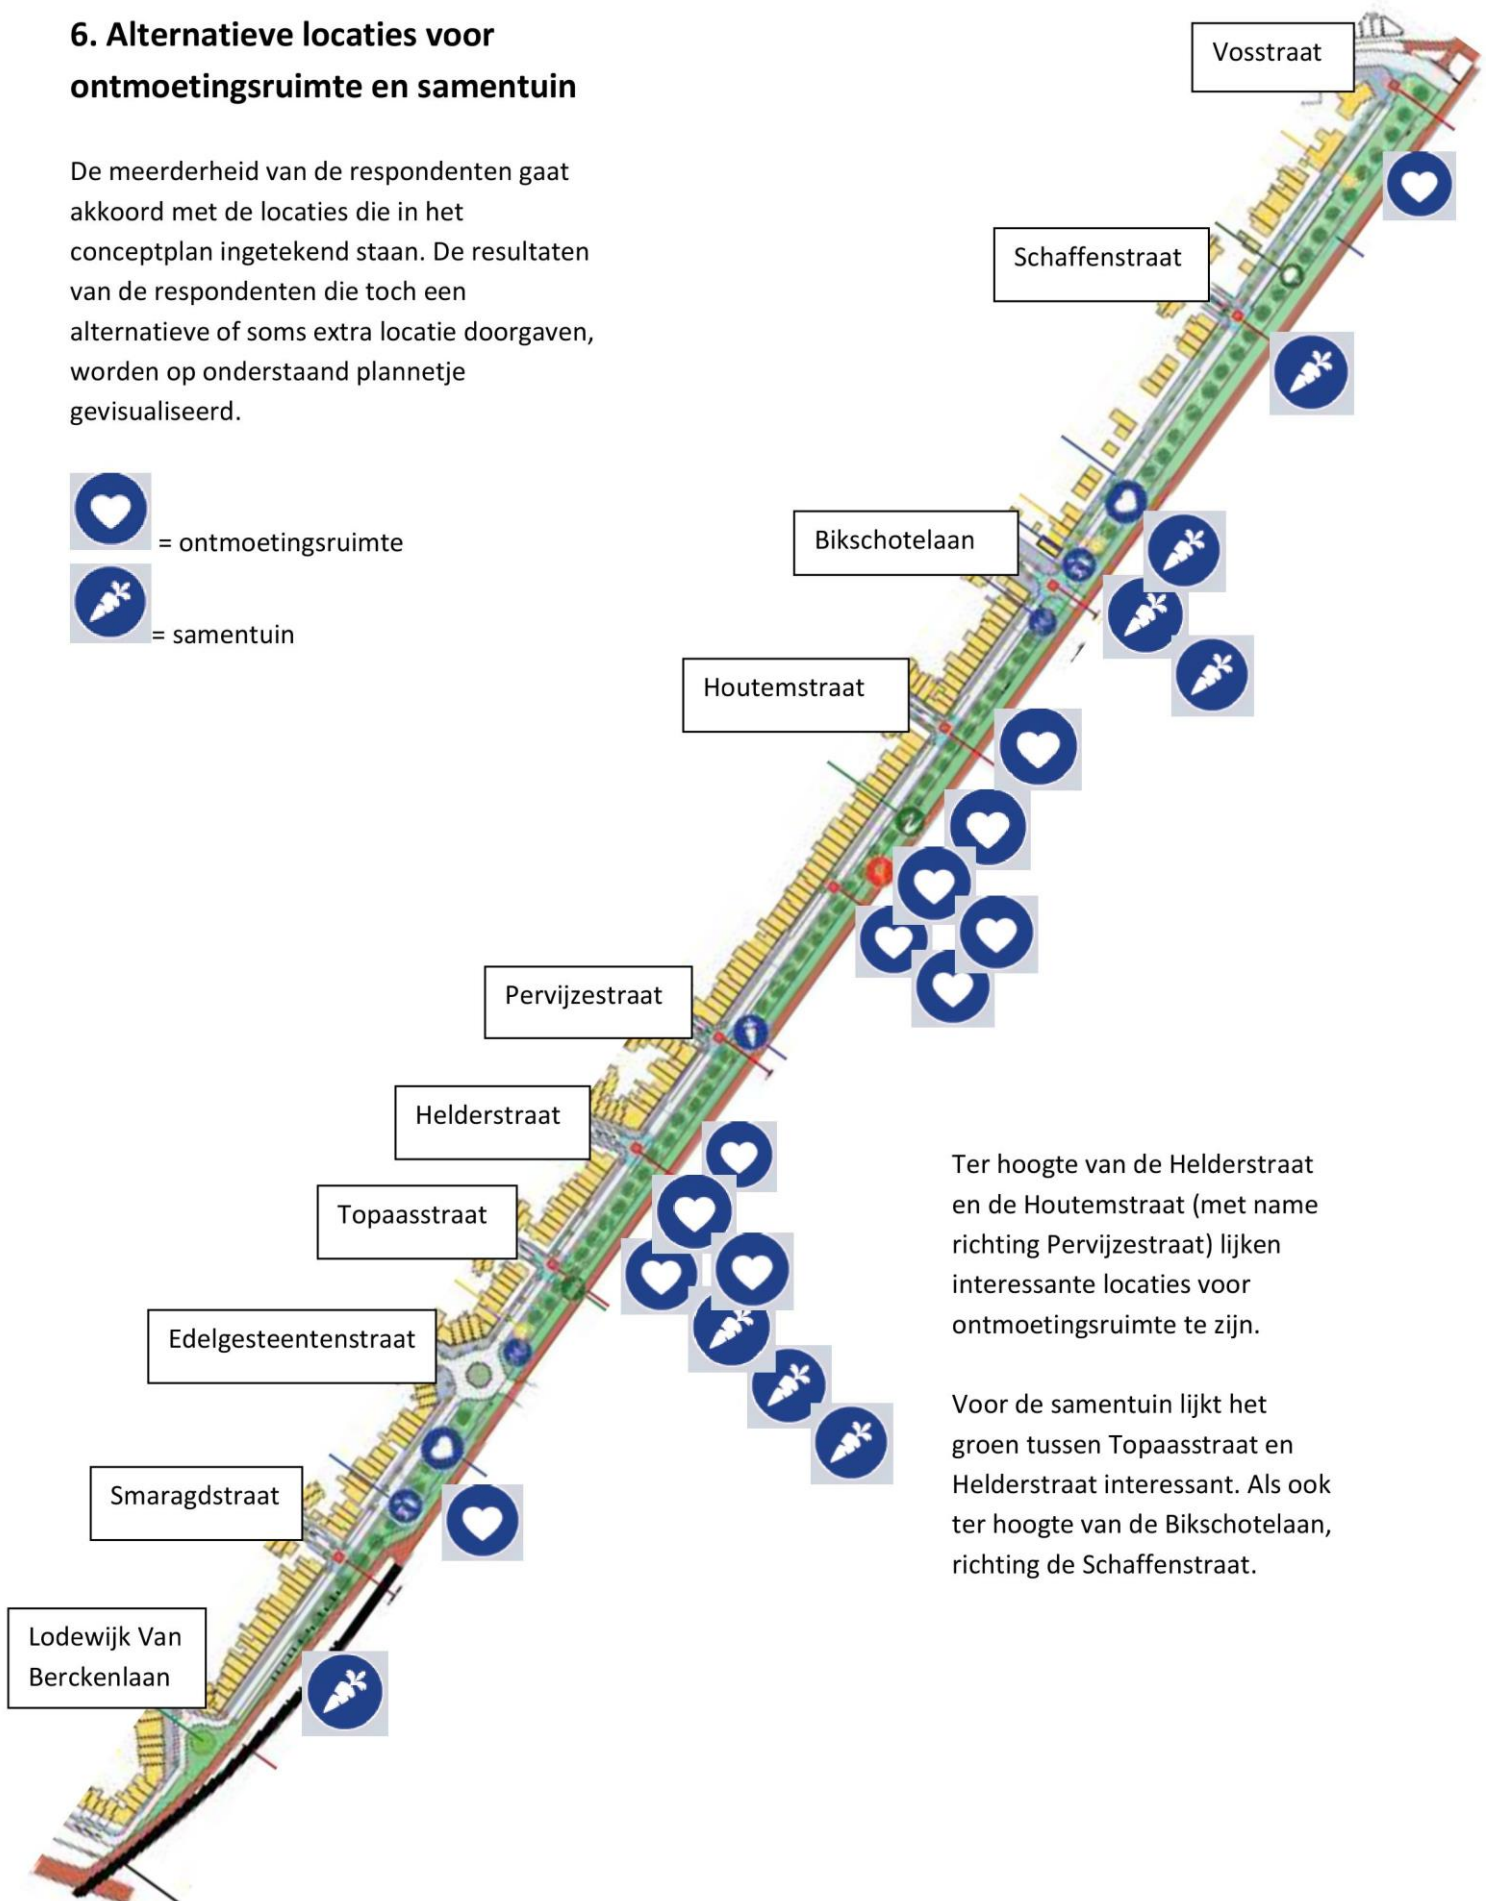 6. Alternatieve locaties voor
ontmoetingsruimte en samentuin
De meerderheid van de respondenten gaat
akkoord met de locaties die in het
conceptplan ingetekend staan. De resultaten
van de respondenten die toch een
alternatieve of soms extra locatie doorgaven,
worden op onderstaand plannetje
gevisualiseerd.
= ontmoetingsruimte
= samentuin
Vosstraat
Schaffenstraat
Bikschotelaan
Houtemstraat
Pervijzestraat
Helderstraat
Topaasstraat
Edelgesteentenstraat
Smaragdstraat
Lodewijk Van
Berckenlaan
Ter hoogte van de Helderstraat
en de Houtemstraat (met name
richting Pervijzestraat) lijken
interessante locaties voor
ontmoetingsruimte te zijn.
Voor de samentuin lijkt het
groen tussen Topaasstraat en
Helderstraat interessant. Als ook
ter hoogte van de Bikschotelaan,
richting de Schaffenstraat.